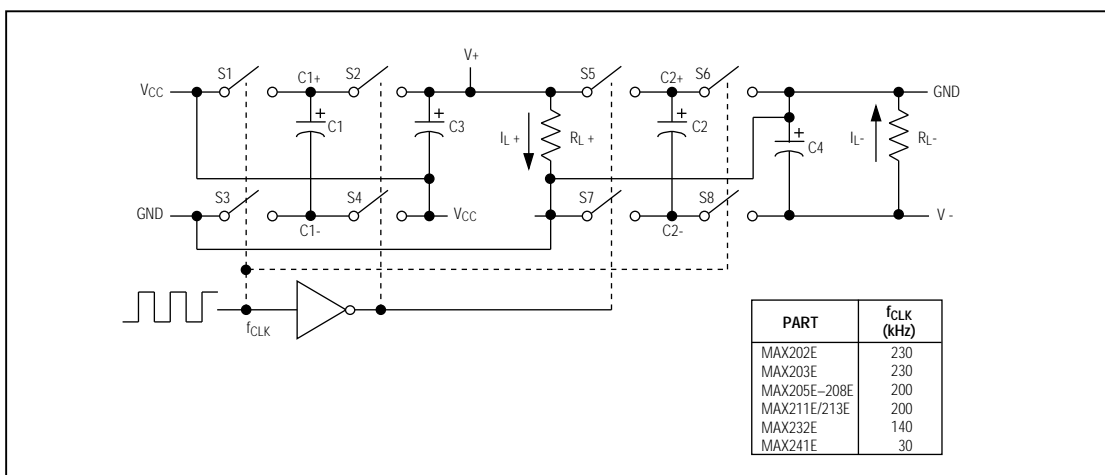 V+
S1 C1+ S2 S5 C2+ S6
VCC GND
+ + + +
C1 C3 IL + RL + C2 C4 IL- RL-
S3 S4 S7 S8
GND VCC V -
C1- C2-
fCLK
PART fCLK (kHz)
MAX202E 230
MAX203E 230
MAX205E–208E 200
MAX211E/213E 200
MAX232E 140
MAX241E 30